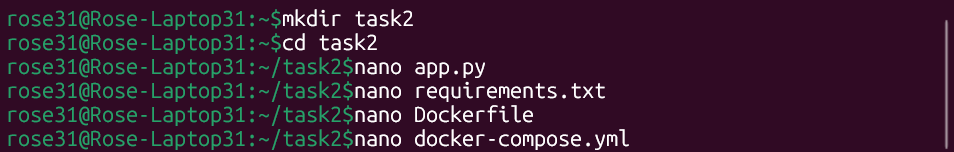 rose31@Rose-Laptop31:~$mkdir task2
rose31@Rose-Laptop31:~$cd task2
rose31@Rose-Laptop31:~/task2$nano app.py
rose31@Rose-Laptop31:~/task2$nano requirements.txt
rose31@Rose-Laptop31:~/task2$nano Dockerfile
rose31@Rose-Laptop31:~/task2$nano docker-compose.yml